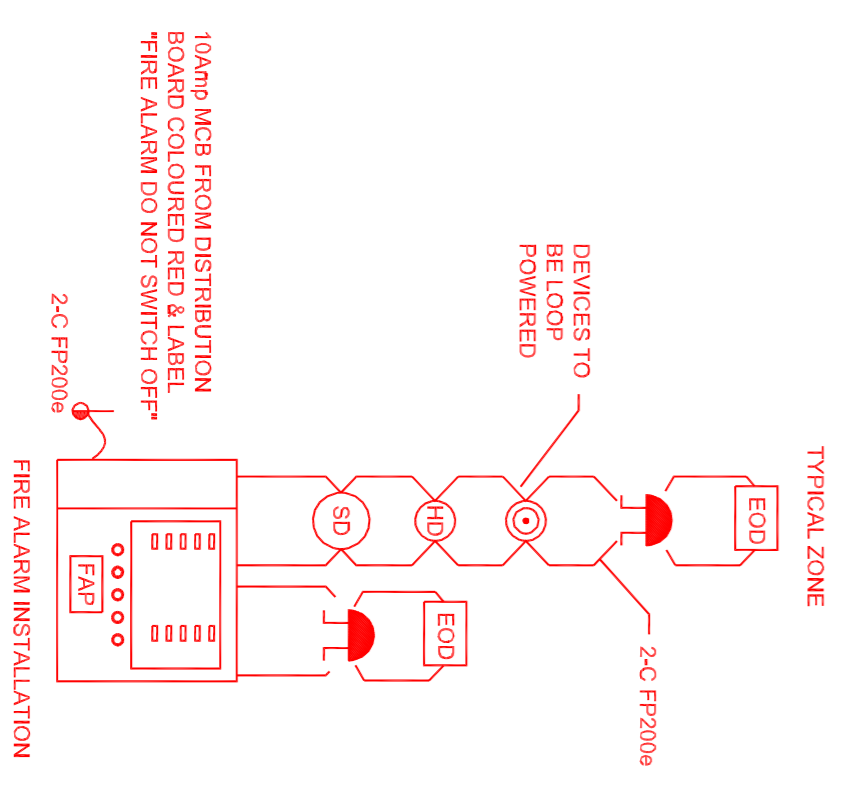 TYPICAL ZONE
EOD
DEVICES TO
BE LOOP
POWERED
2-C FP200e
HD
SD
EOD
10Amp MCB FROM DISTRIBUTION
BOARD COLOURED RED & LABEL
"FIRE ALARM DO NOT SWITCH OFF"
2-C FP200e
FAP
FIRE ALARM INSTALLATION